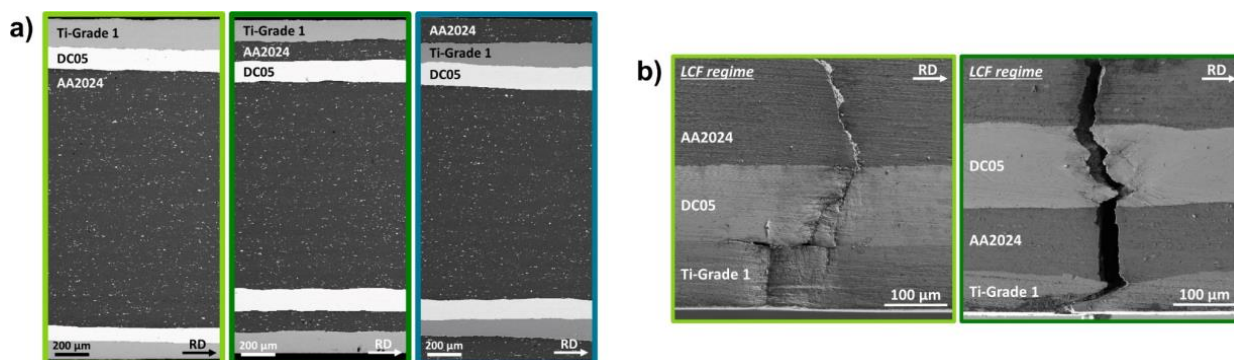 a)
Ti-Grade 1
DC05
AA2024
200 µm
RD
Ti-Grade 1
AA2024
DC05
200 µm
RD
AA2024
Ti-Grade 1
DC05
200 µm
RD
b)
LCF regime
RD
AA2024
DC05
Ti-Grade 1
100 µm
LCF regime
RD
DC05
AA2024
Ti-Grade 1
100 µm